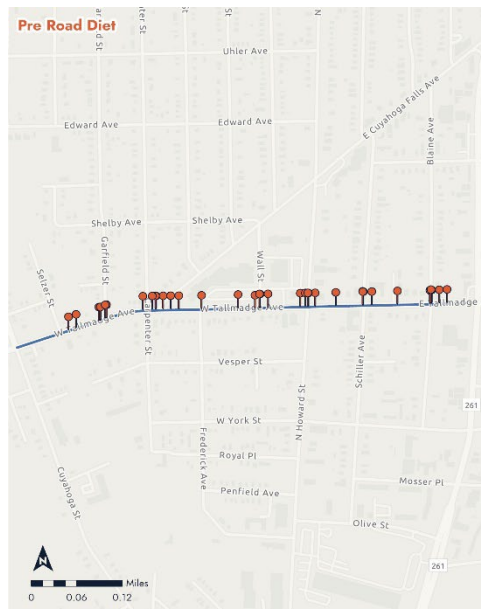 Pre Road Diet
N
Uhler Ave
E Cuyahoga Falls Ave
Edward Ave
Edward Ave
Blaine Ave
Shelby Ave
Shelby Ave
Garfield St
Wall St
Selzer St
W Tallmadge Ave
W Tallmadge Ave
E Tallmadge
arpenter St
Vesper St
Schiller Ave
N Howard St
261
W York St
Frederick Ave
Royal Pl
Penfield Ave
Mosser Pl
Cuyahoga St
Olive St
261
N
Miles
0 0.06 0.12